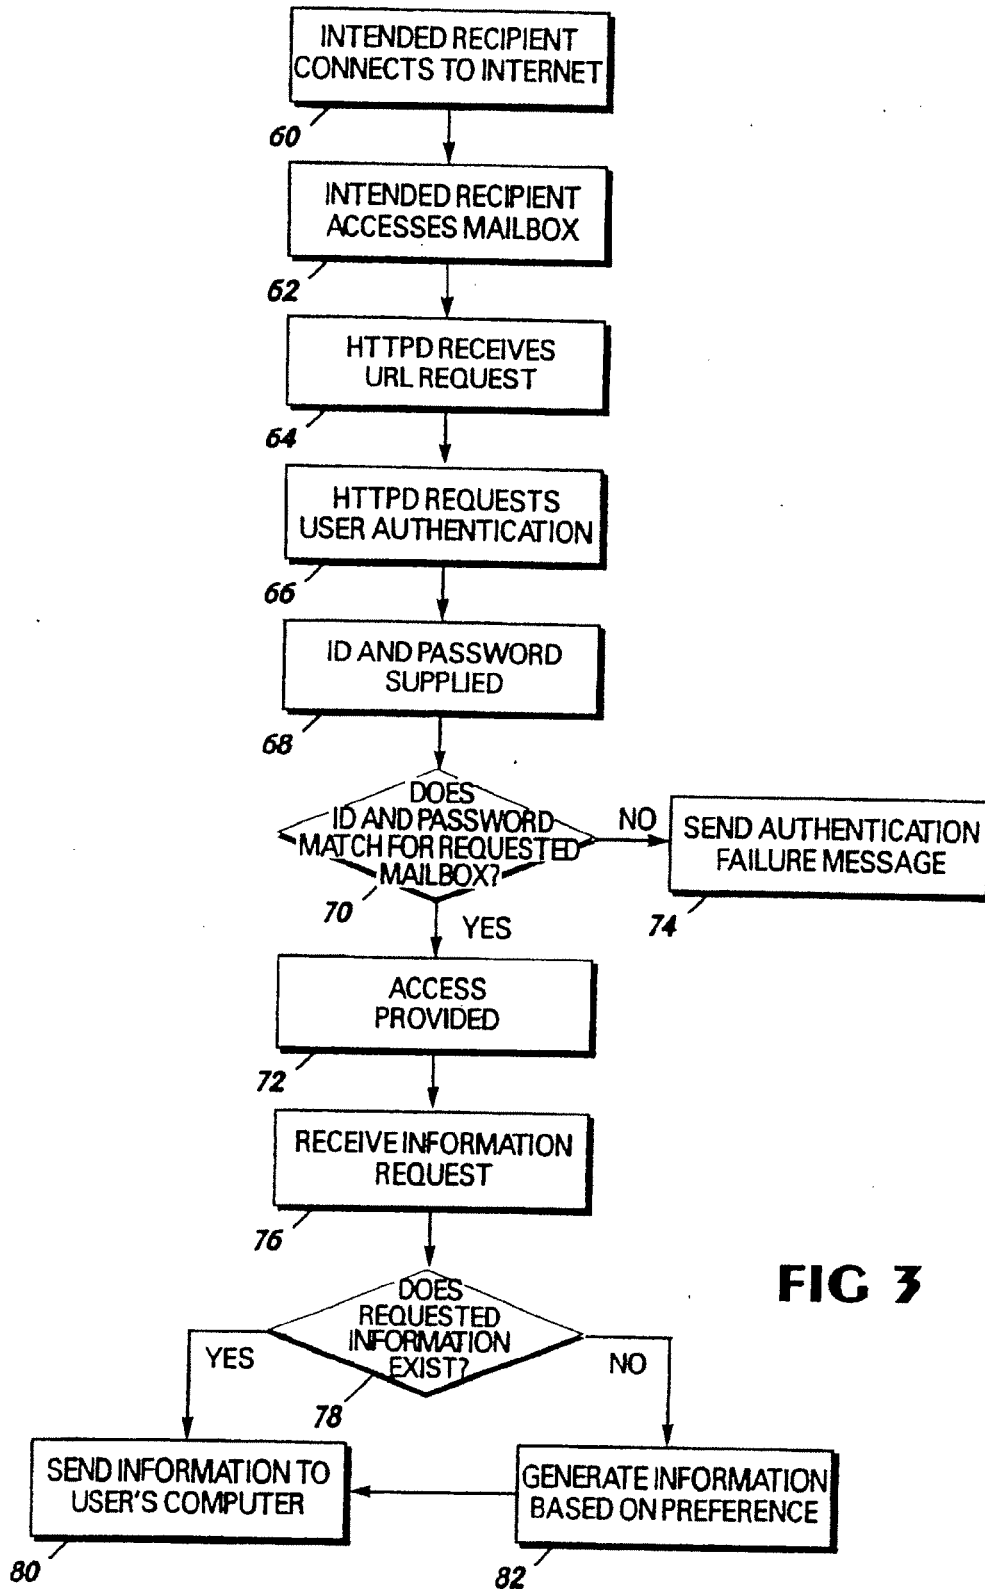 INTENDED RECIPIENT
CONNECTS TO INTERNET
60
INTENDED RECIPIENT
ACCESSES MAILBOX
62
HTTPD RECEIVES
URL REQUEST
64
HTTPD REQUESTS
USER AUTHENTICATION
66
ID AND PASSWORD
SUPPLIED
68
DOES
ID AND PASSWORD
MATCH FOR REQUESTED
MAILBOX?
70
NO
SEND AUTHENTICATION
FAILURE MESSAGE
74
YES
ACCESS
PROVIDED
72
RECEIVE INFORMATION
REQUEST
76
FIG 3
DOES
REQUESTED
INFORMATION
EXIST?
78
YES
NO
SEND INFORMATION TO
USER'S COMPUTER
80
GENERATE INFORMATION
BASED ON PREFERENCE
82